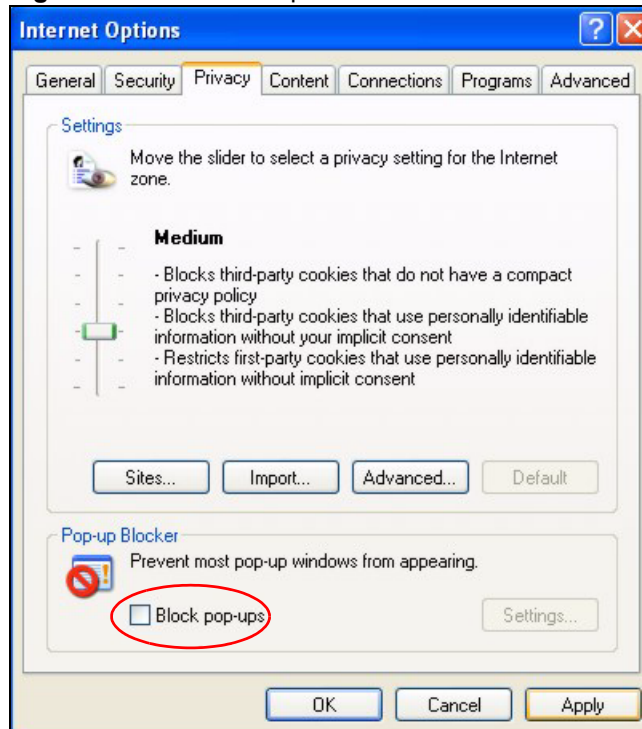 Internet Options
General Security Privacy Content Connections Programs Advanced
Settings
Move the slider to select a privacy setting for the Internet
zone.
Medium
- Blocks third-party cookies that do not have a compact
privacy policy
- Blocks third-party cookies that use personally identifiable
information without your implicit consent
- Restricts first-party cookies that use personally identifiable
information without implicit consent
Sites... Import... Advanced... Default
Pop-up Blocker
Prevent most pop-up windows from appearing.
Block pop-ups Settings...
OK Cancel Apply